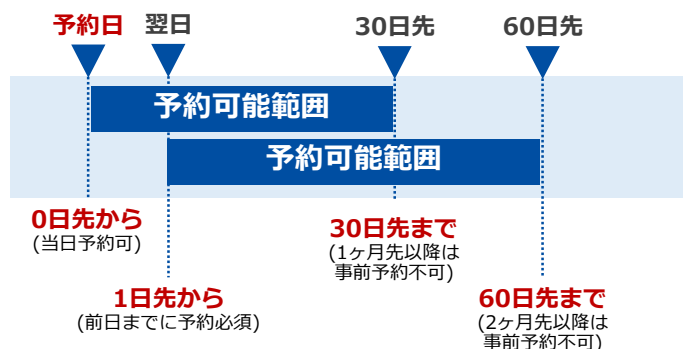 予約日
翌日
30日先
60日先
予約可能範囲
予約可能範囲
0日先から
(当日予約可)
30日先まで
(1ヶ月先以降は
事前予約不可)
1日先から
(前日までに予約必須)
60日先まで
(2ヶ月先以降は
事前予約不可)